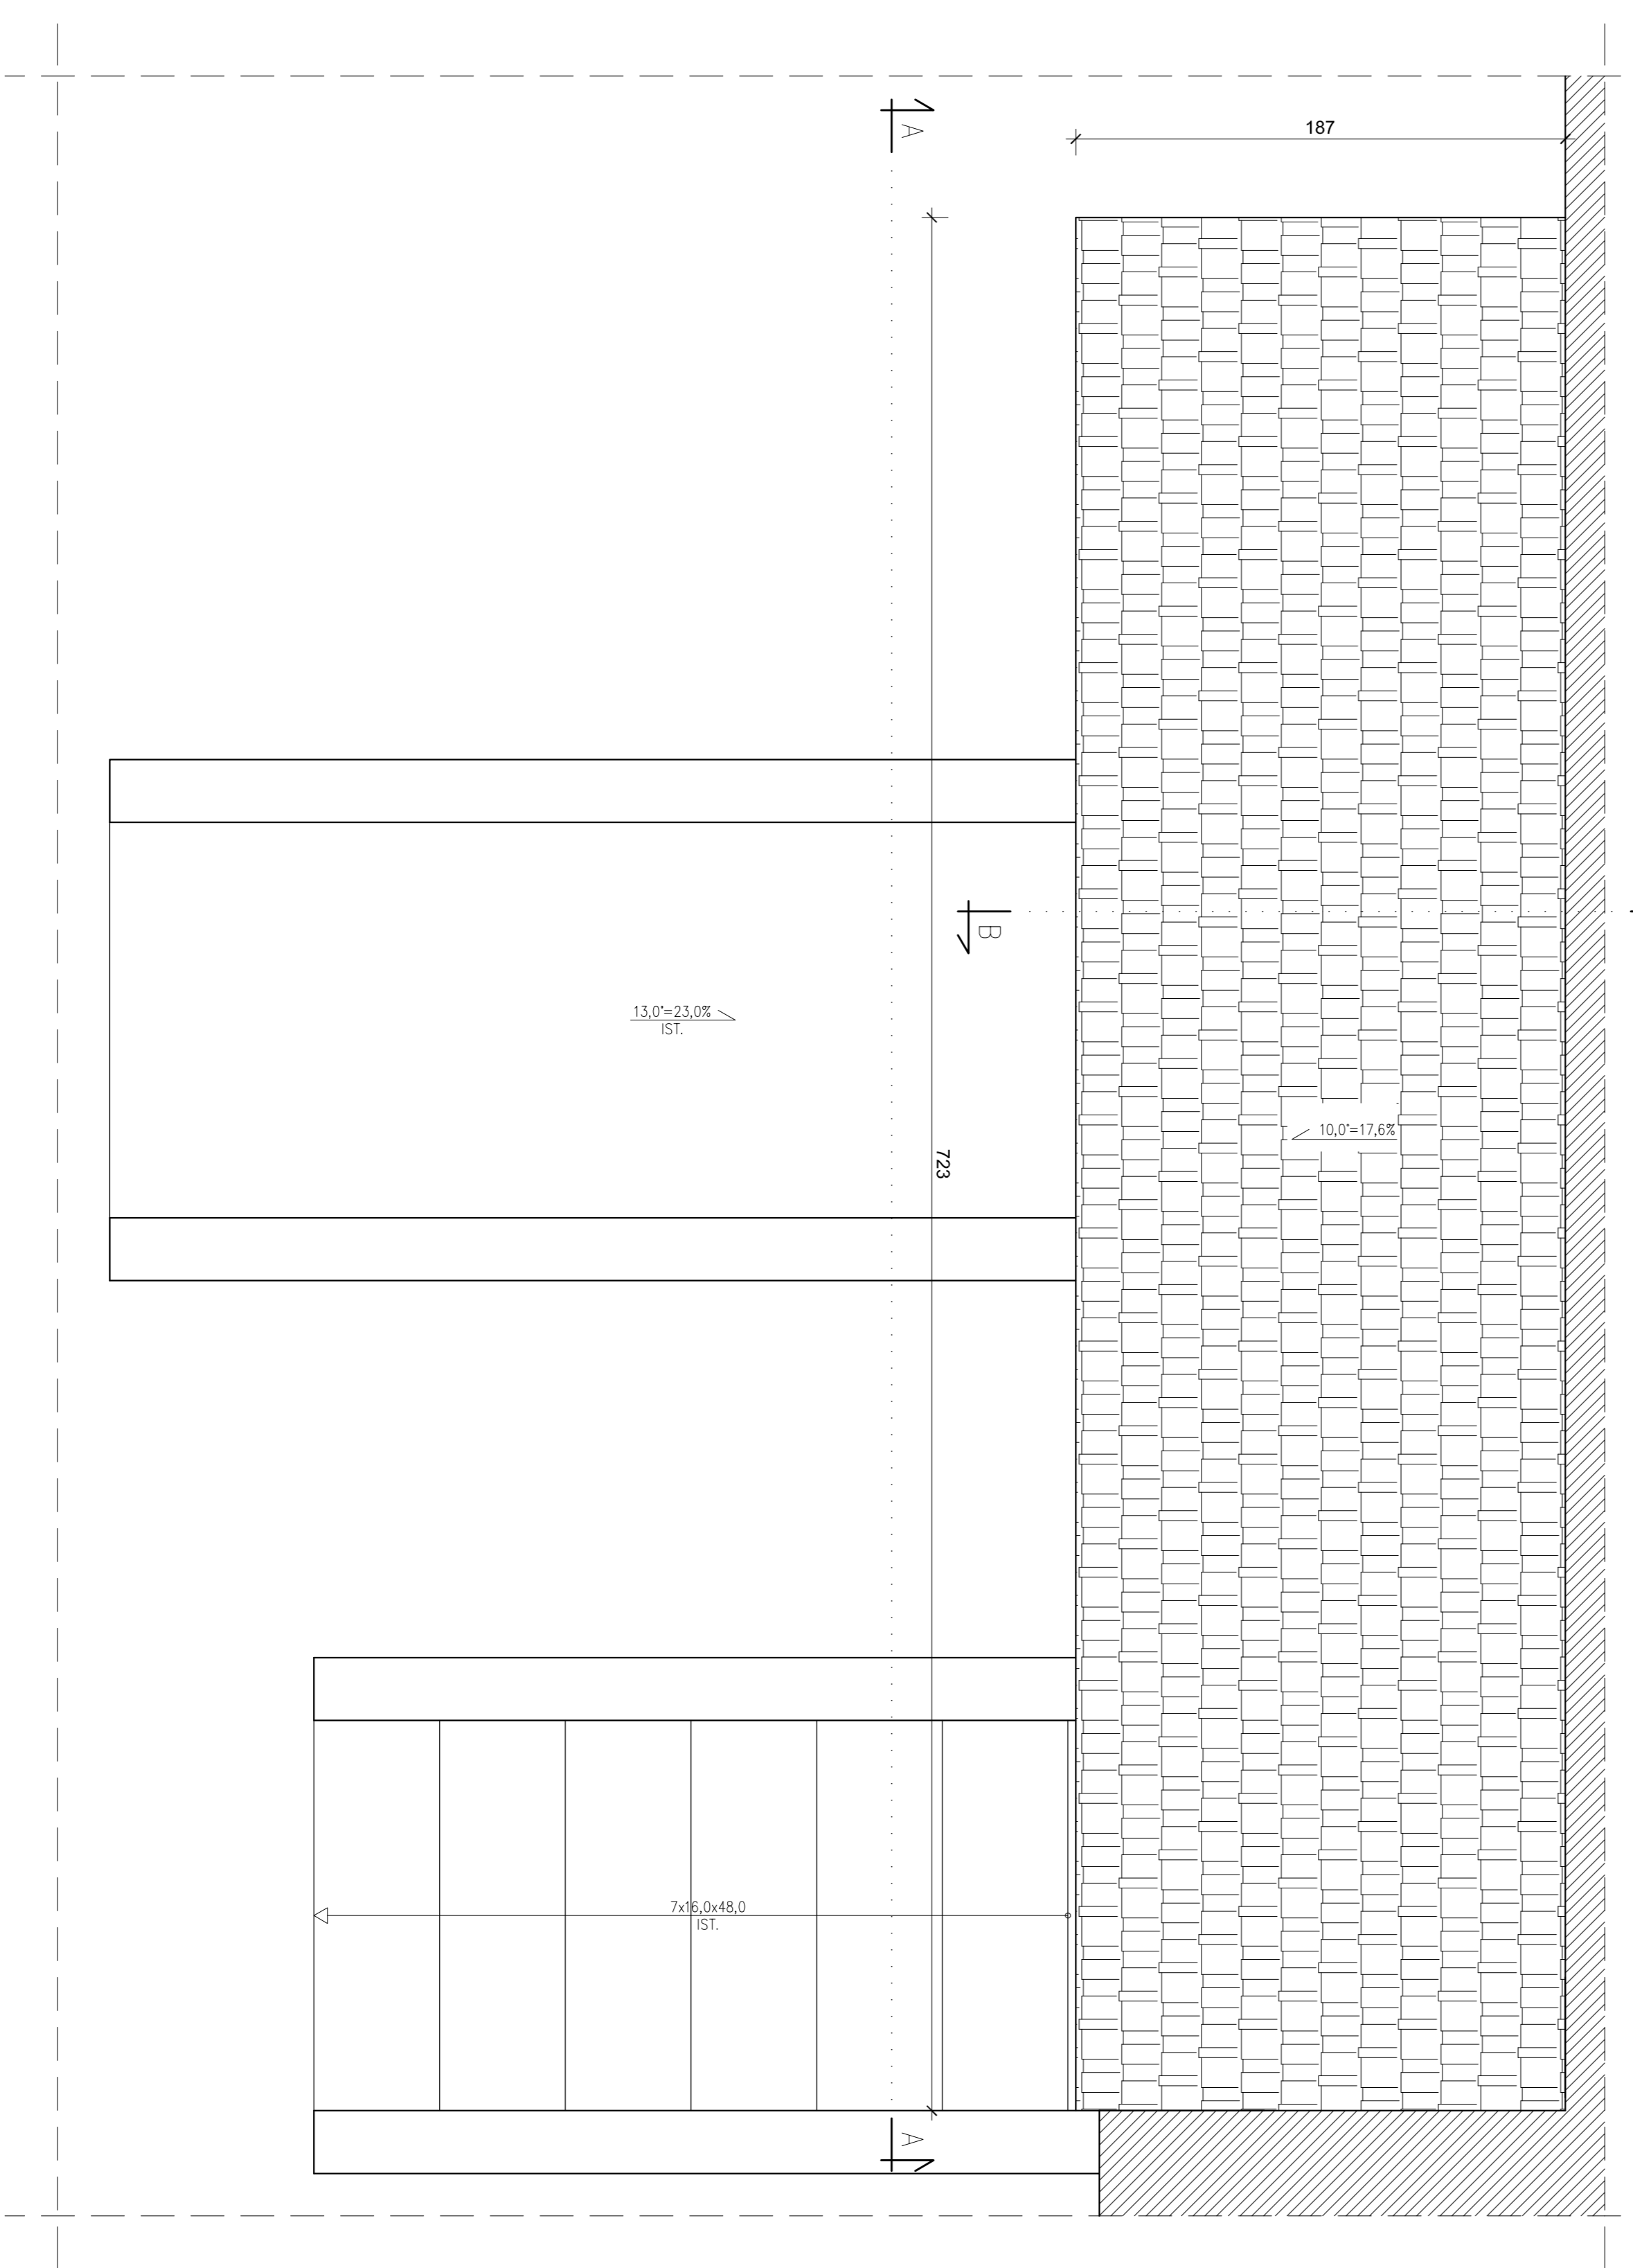 187
A
B
13,0°=23,0%
IST.
10,0°=17,6%
723
7x16,0x48,0
IST.
A